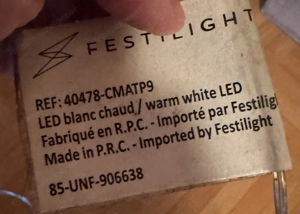 FESTILIGHT
REF: 40478-CMATP9
LED blanc chaud / warm white LED
Fabriqué en R.P.C. - Importé par Festilight
Made in P.R.C. - Imported by Festilight
85-UNF-906638